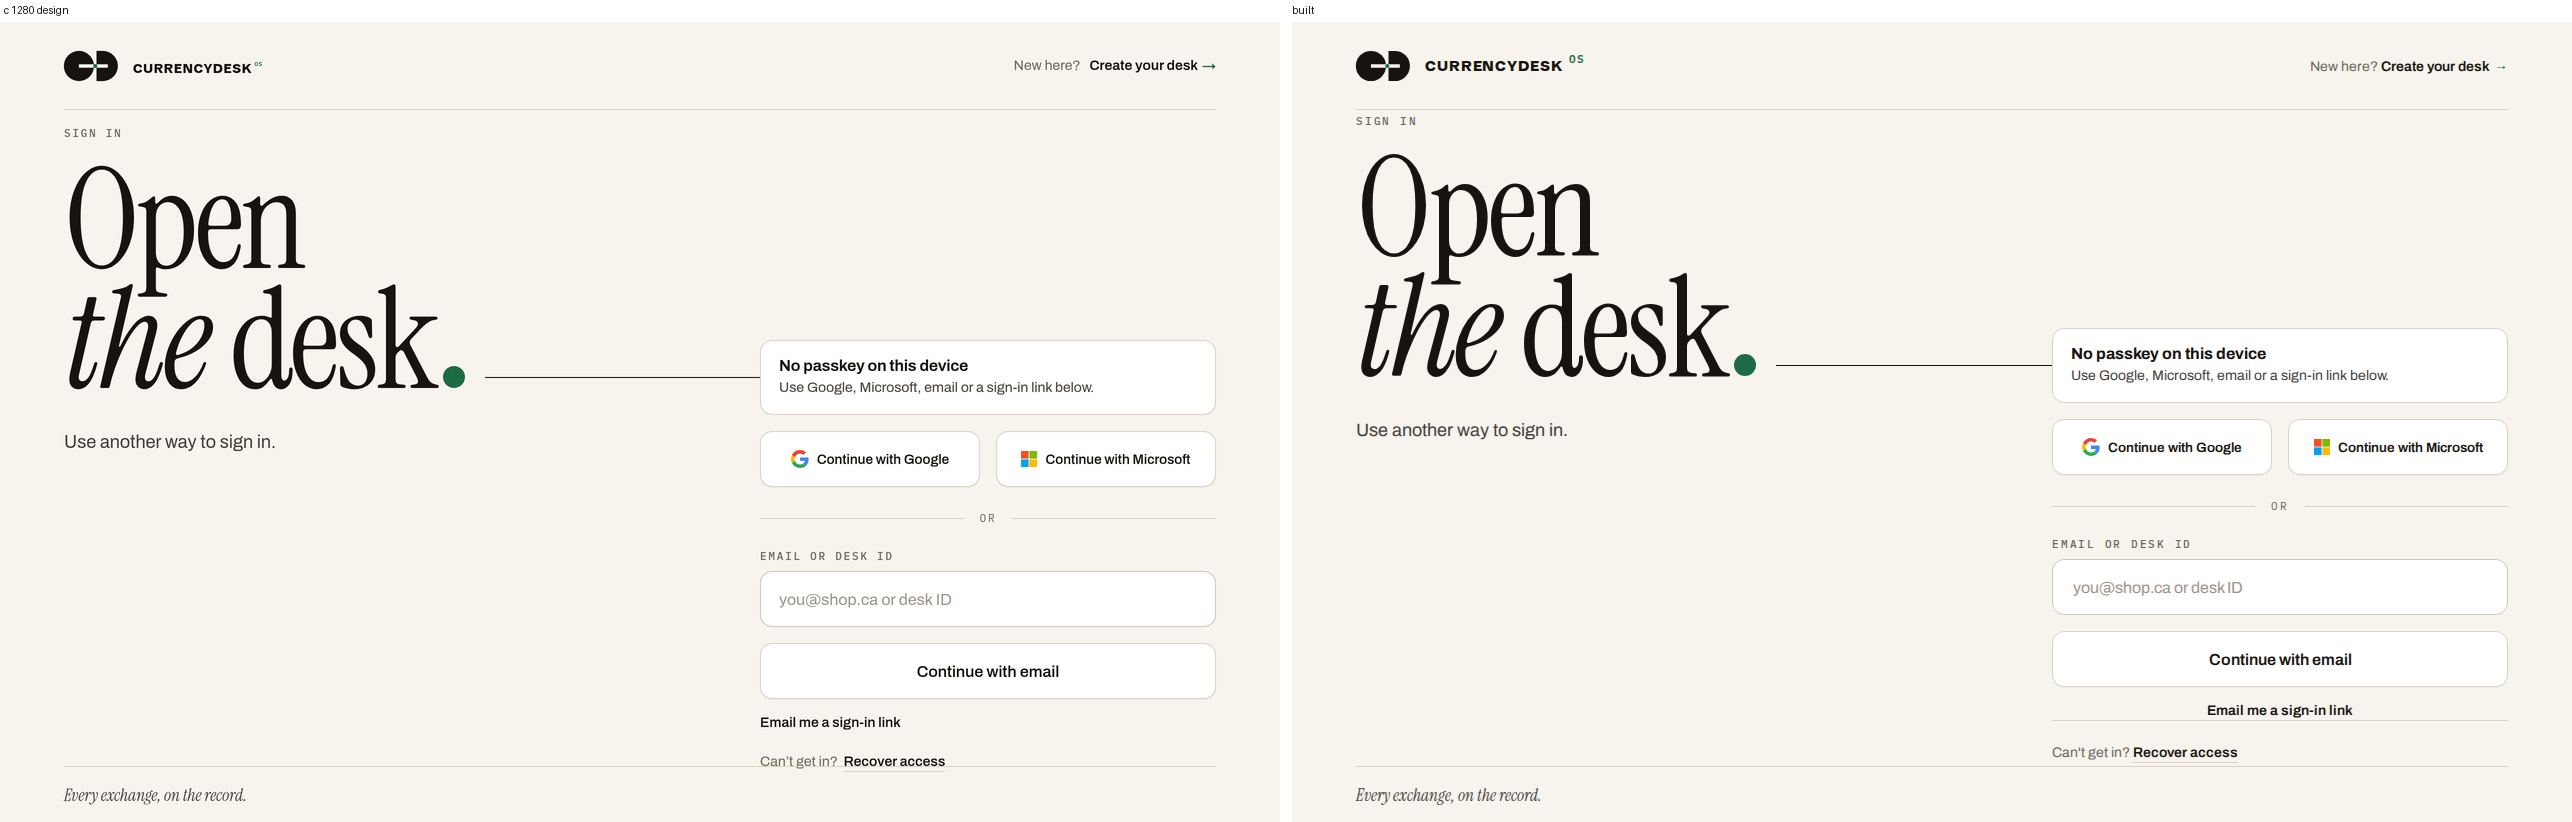 c 1280 design
CURRENCYDESK OS
New here? Create your desk →
SIGN IN
Open
the desk.
Use another way to sign in.
No passkey on this device
Use Google, Microsoft, email or a sign-in link below.
Continue with Google
Continue with Microsoft
OR
EMAIL OR DESK ID
you@shop.ca or desk ID
Continue with email
Email me a sign-in link
Can't get in? Recover access
Every exchange, on the record.
built
CURRENCYDESK OS
New here? Create your desk →
SIGN IN
Open
the desk.
Use another way to sign in.
No passkey on this device
Use Google, Microsoft, email or a sign-in link below.
Continue with Google
Continue with Microsoft
OR
EMAIL OR DESK ID
you@shop.ca or desk ID
Continue with email
Email me a sign-in link
Can't get in? Recover access
Every exchange, on the record.